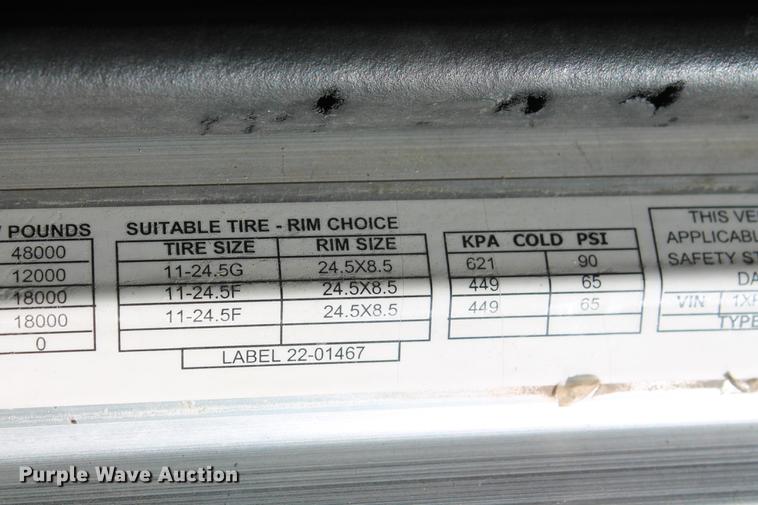 POUNDS
48000
12000
18000
18000
0
SUITABLE TIRE - RIM CHOICE
TIRE SIZE RIM SIZE
11-24.5G 24.5X8.5
11-24.5F 24.5X8.5
11-24.5F 24.5X8.5
LABEL 22-01467
KPA COLD PSI
621 90
449 65
449 65
THIS VE
APPLICABL
SAFETY ST
DA
VIN 1X
TYPE
Purple Wave Auction